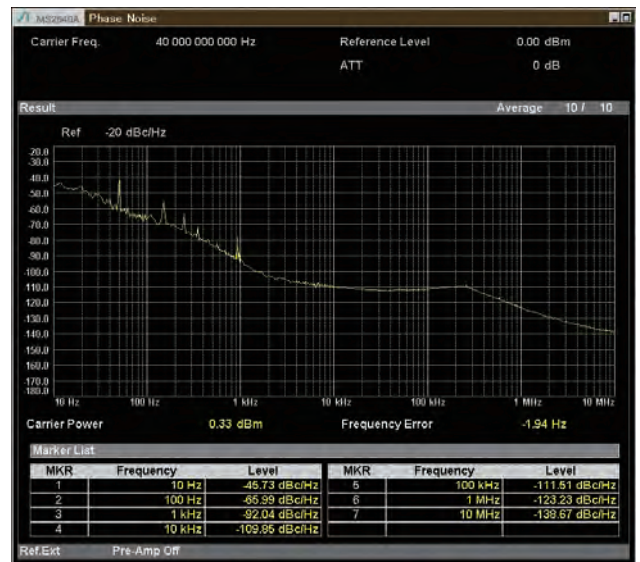 MS2840A Phase Noise
Carrier Freq. 40 000 000 000 Hz Reference Level 0.00 dBm
ATT 0 dB
Result Average 10 / 10
Ref -20 dBc/Hz
-20.0
-30.0
-40.0
-50.0
-60.0
-70.0
-80.0
-90.0
-100.0
-110.0
-120.0
-130.0
-140.0
-150.0
-160.0
-170.0
-180.0
10 Hz 100 Hz 1 kHz 10 kHz 100 kHz 1 MHz 10 MHz
Carrier Power 0.33 dBm Frequency Error -1.94 Hz
Marker List
MKR Frequency Level MKR Frequency Level
1 10 Hz -45.73 dBc/Hz 5 100 kHz -111.51 dBc/Hz
2 100 Hz -65.99 dBc/Hz 6 1 MHz -123.23 dBc/Hz
3 1 kHz -92.04 dBc/Hz 7 10 MHz -139.67 dBc/Hz
4 10 kHz -109.85 dBc/Hz
Ref.Ext Pre-Amp Off